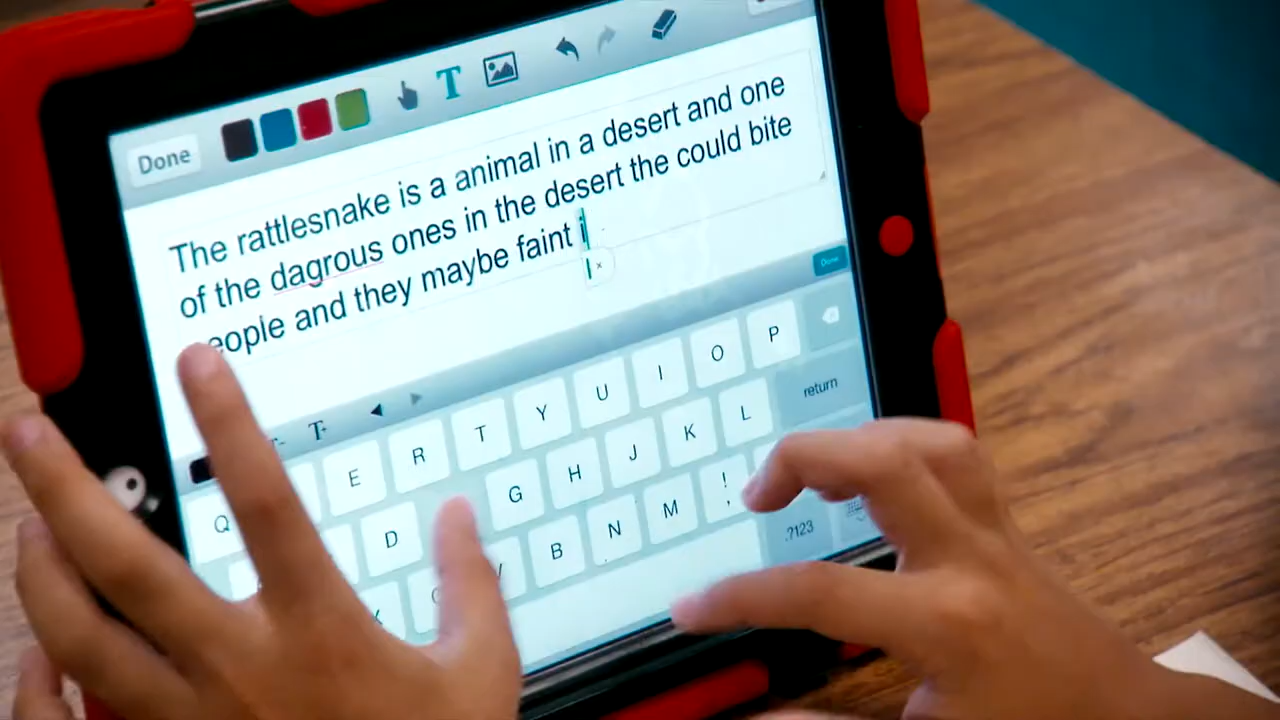 Done
T
The rattlesnake is a animal in a desert and one
of the dagrous ones in the desert the could bite
people and they maybe faint i
I ×
Done
T- T+
Q E R T Y U I O P
D G H J K L return
B N M ! , .?123